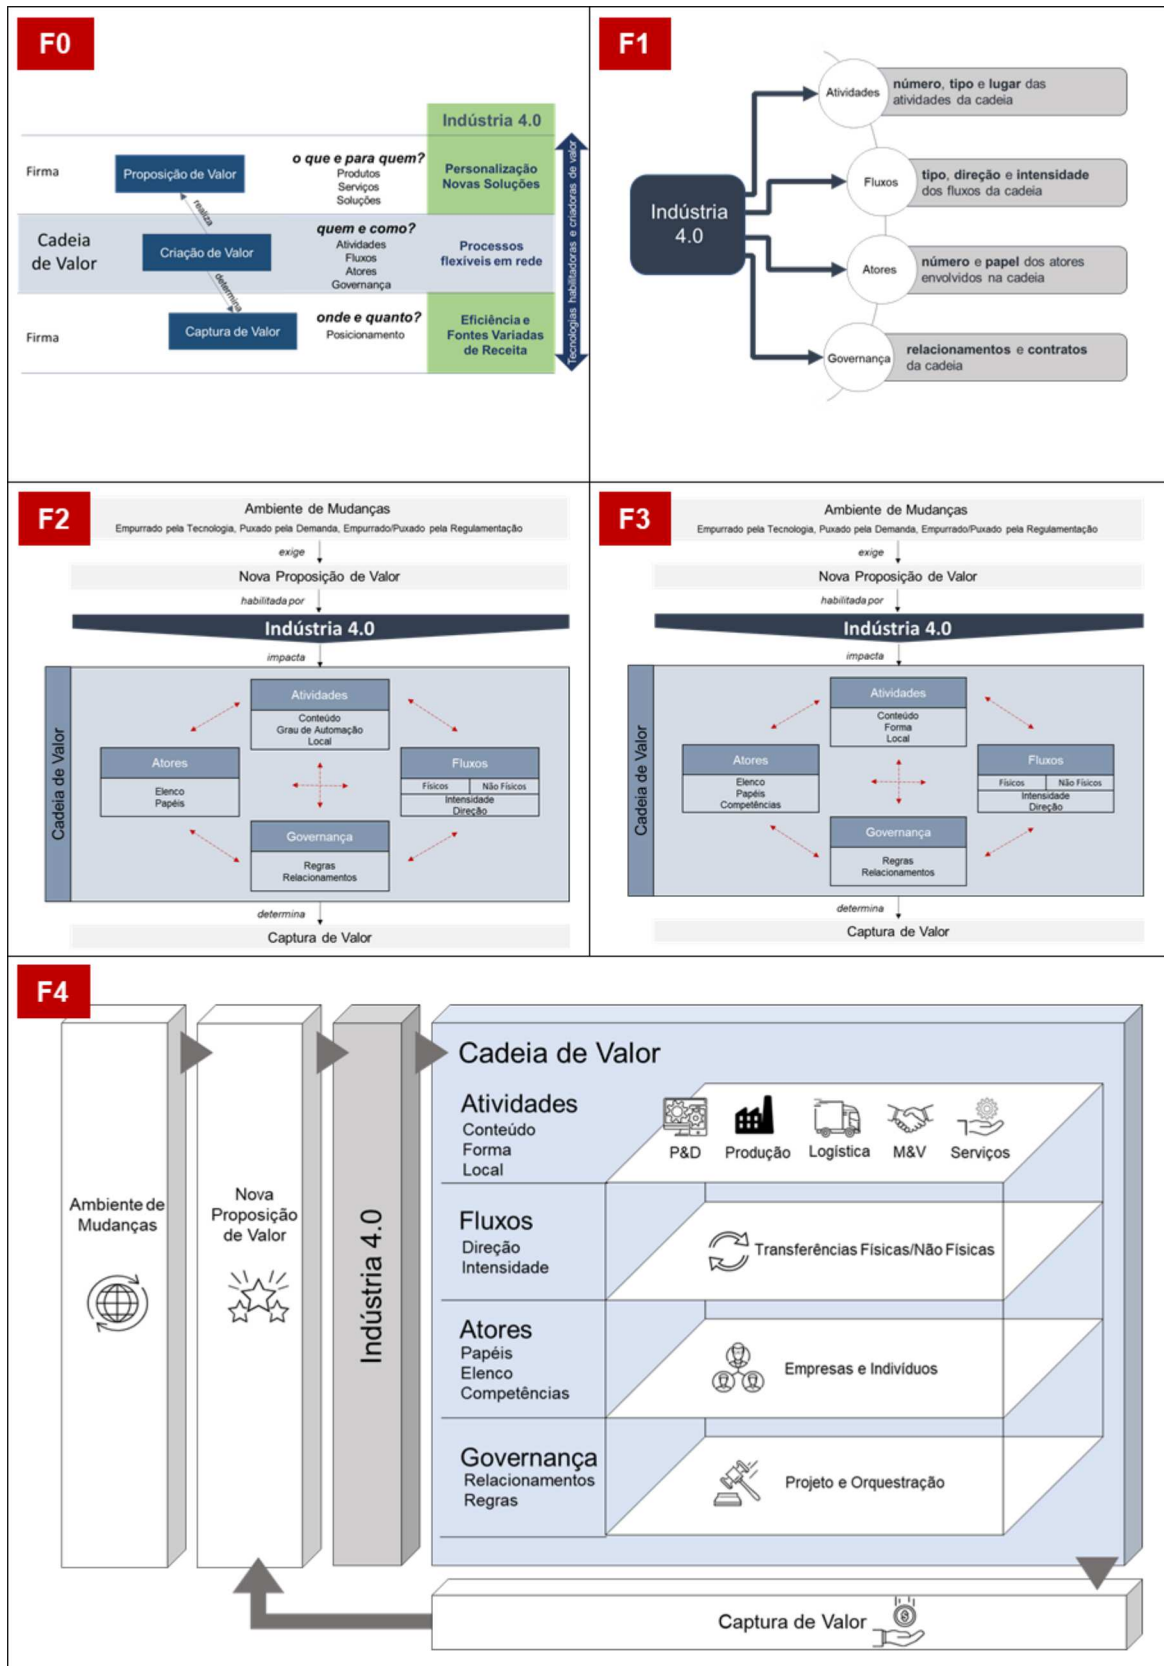 F0
Indústria 4.0
Firma
Proposição de Valor
o que e para quem?
Produtos
Serviços
Soluções
Personalização
Novas Soluções
realiza
Cadeia
de Valor
Criação de Valor
quem e como?
Atividades
Fluxos
Atores
Governança
Processos
flexíveis em rede
determina
Firma
Captura de Valor
onde e quanto?
Posicionamento
Eficiência e
Fontes Variadas
de Receita
Tecnologias habilitadoras e criadoras de valor
F1
Indústria
4.0
Atividades
número, tipo e lugar das
atividades da cadeia
Fluxos
tipo, direção e intensidade
dos fluxos da cadeia
Atores
número e papel dos atores
envolvidos na cadeia
Governança
relacionamentos e contratos
da cadeia
F2
Ambiente de Mudanças
Empurrado pela Tecnologia, Puxado pela Demanda, Empurrado/Puxado pela Regulamentação
exige
Nova Proposição de Valor
habilitada por
Indústria 4.0
impacta
Cadeia de Valor
Atividades
Conteúdo
Grau de Automação
Local
Atores
Elenco
Papéis
Fluxos
Físicos
Não Físicos
Intensidade
Direção
Governança
Regras
Relacionamentos
determina
Captura de Valor
F3
Ambiente de Mudanças
Empurrado pela Tecnologia, Puxado pela Demanda, Empurrado/Puxado pela Regulamentação
exige
Nova Proposição de Valor
habilitada por
Indústria 4.0
impacta
Cadeia de Valor
Atividades
Conteúdo
Forma
Local
Atores
Elenco
Papéis
Competências
Fluxos
Físicos
Não Físicos
Intensidade
Direção
Governança
Regras
Relacionamentos
determina
Captura de Valor
F4
Ambiente de
Mudanças
Nova
Proposição
de Valor
Indústria 4.0
Cadeia de Valor
Atividades
Conteúdo
Forma
Local
P&D
Produção
Logística
M&V
Serviços
Fluxos
Direção
Intensidade
Transferências Físicas/Não Físicas
Atores
Papéis
Elenco
Competências
Empresas e Indivíduos
Governança
Relacionamentos
Regras
Projeto e Orquestração
Captura de Valor
$